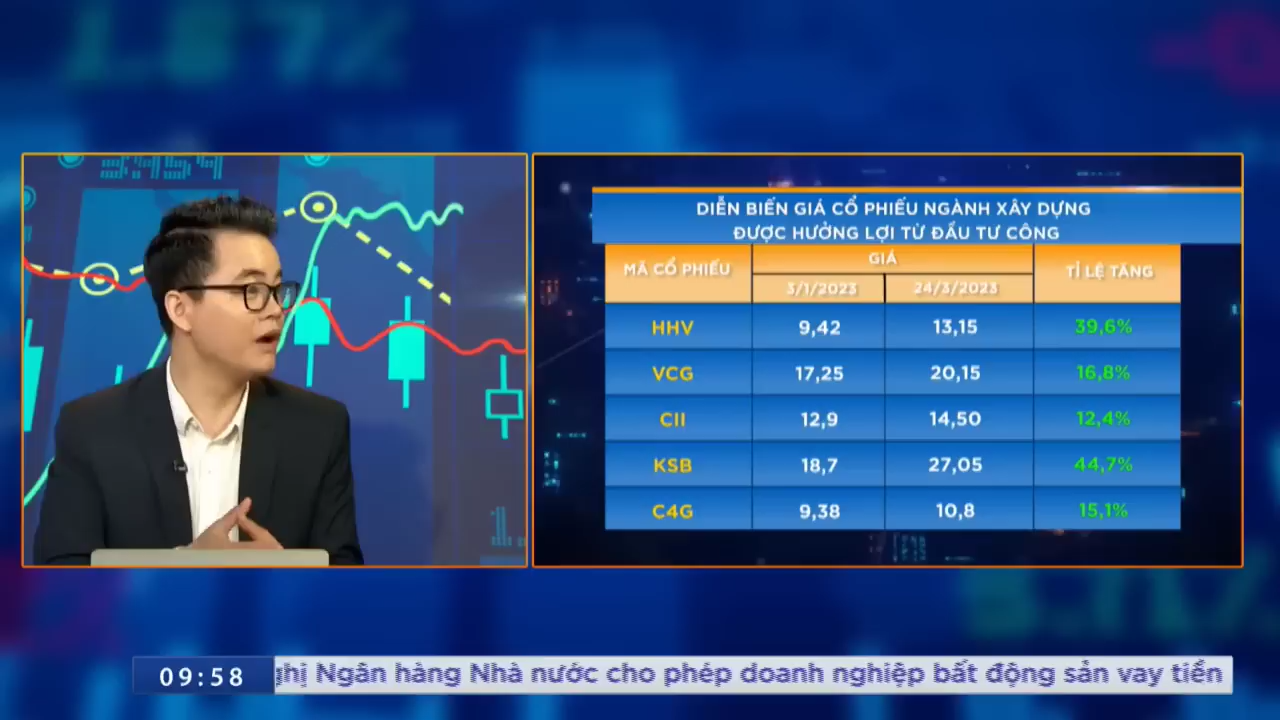 DIỄN BIẾN GIÁ CỔ PHIẾU NGÀNH XÂY DỰNG
ĐƯỢC HƯỞNG LỢI TỪ ĐẦU TƯ CÔNG
MÃ CỔ PHIẾU GIÁ TỈ LỆ TĂNG
3/1/2023 24/3/2023
HHV 9,42 13,15 39,6%
VCG 17,25 20,15 16,8%
CII 12,9 14,50 12,4%
KSB 18,7 27,05 44,7%
C4G 9,38 10,8 15,1%
09:58 Ngân hàng Nhà nước cho phép doanh nghiệp bất động sản vay tiền